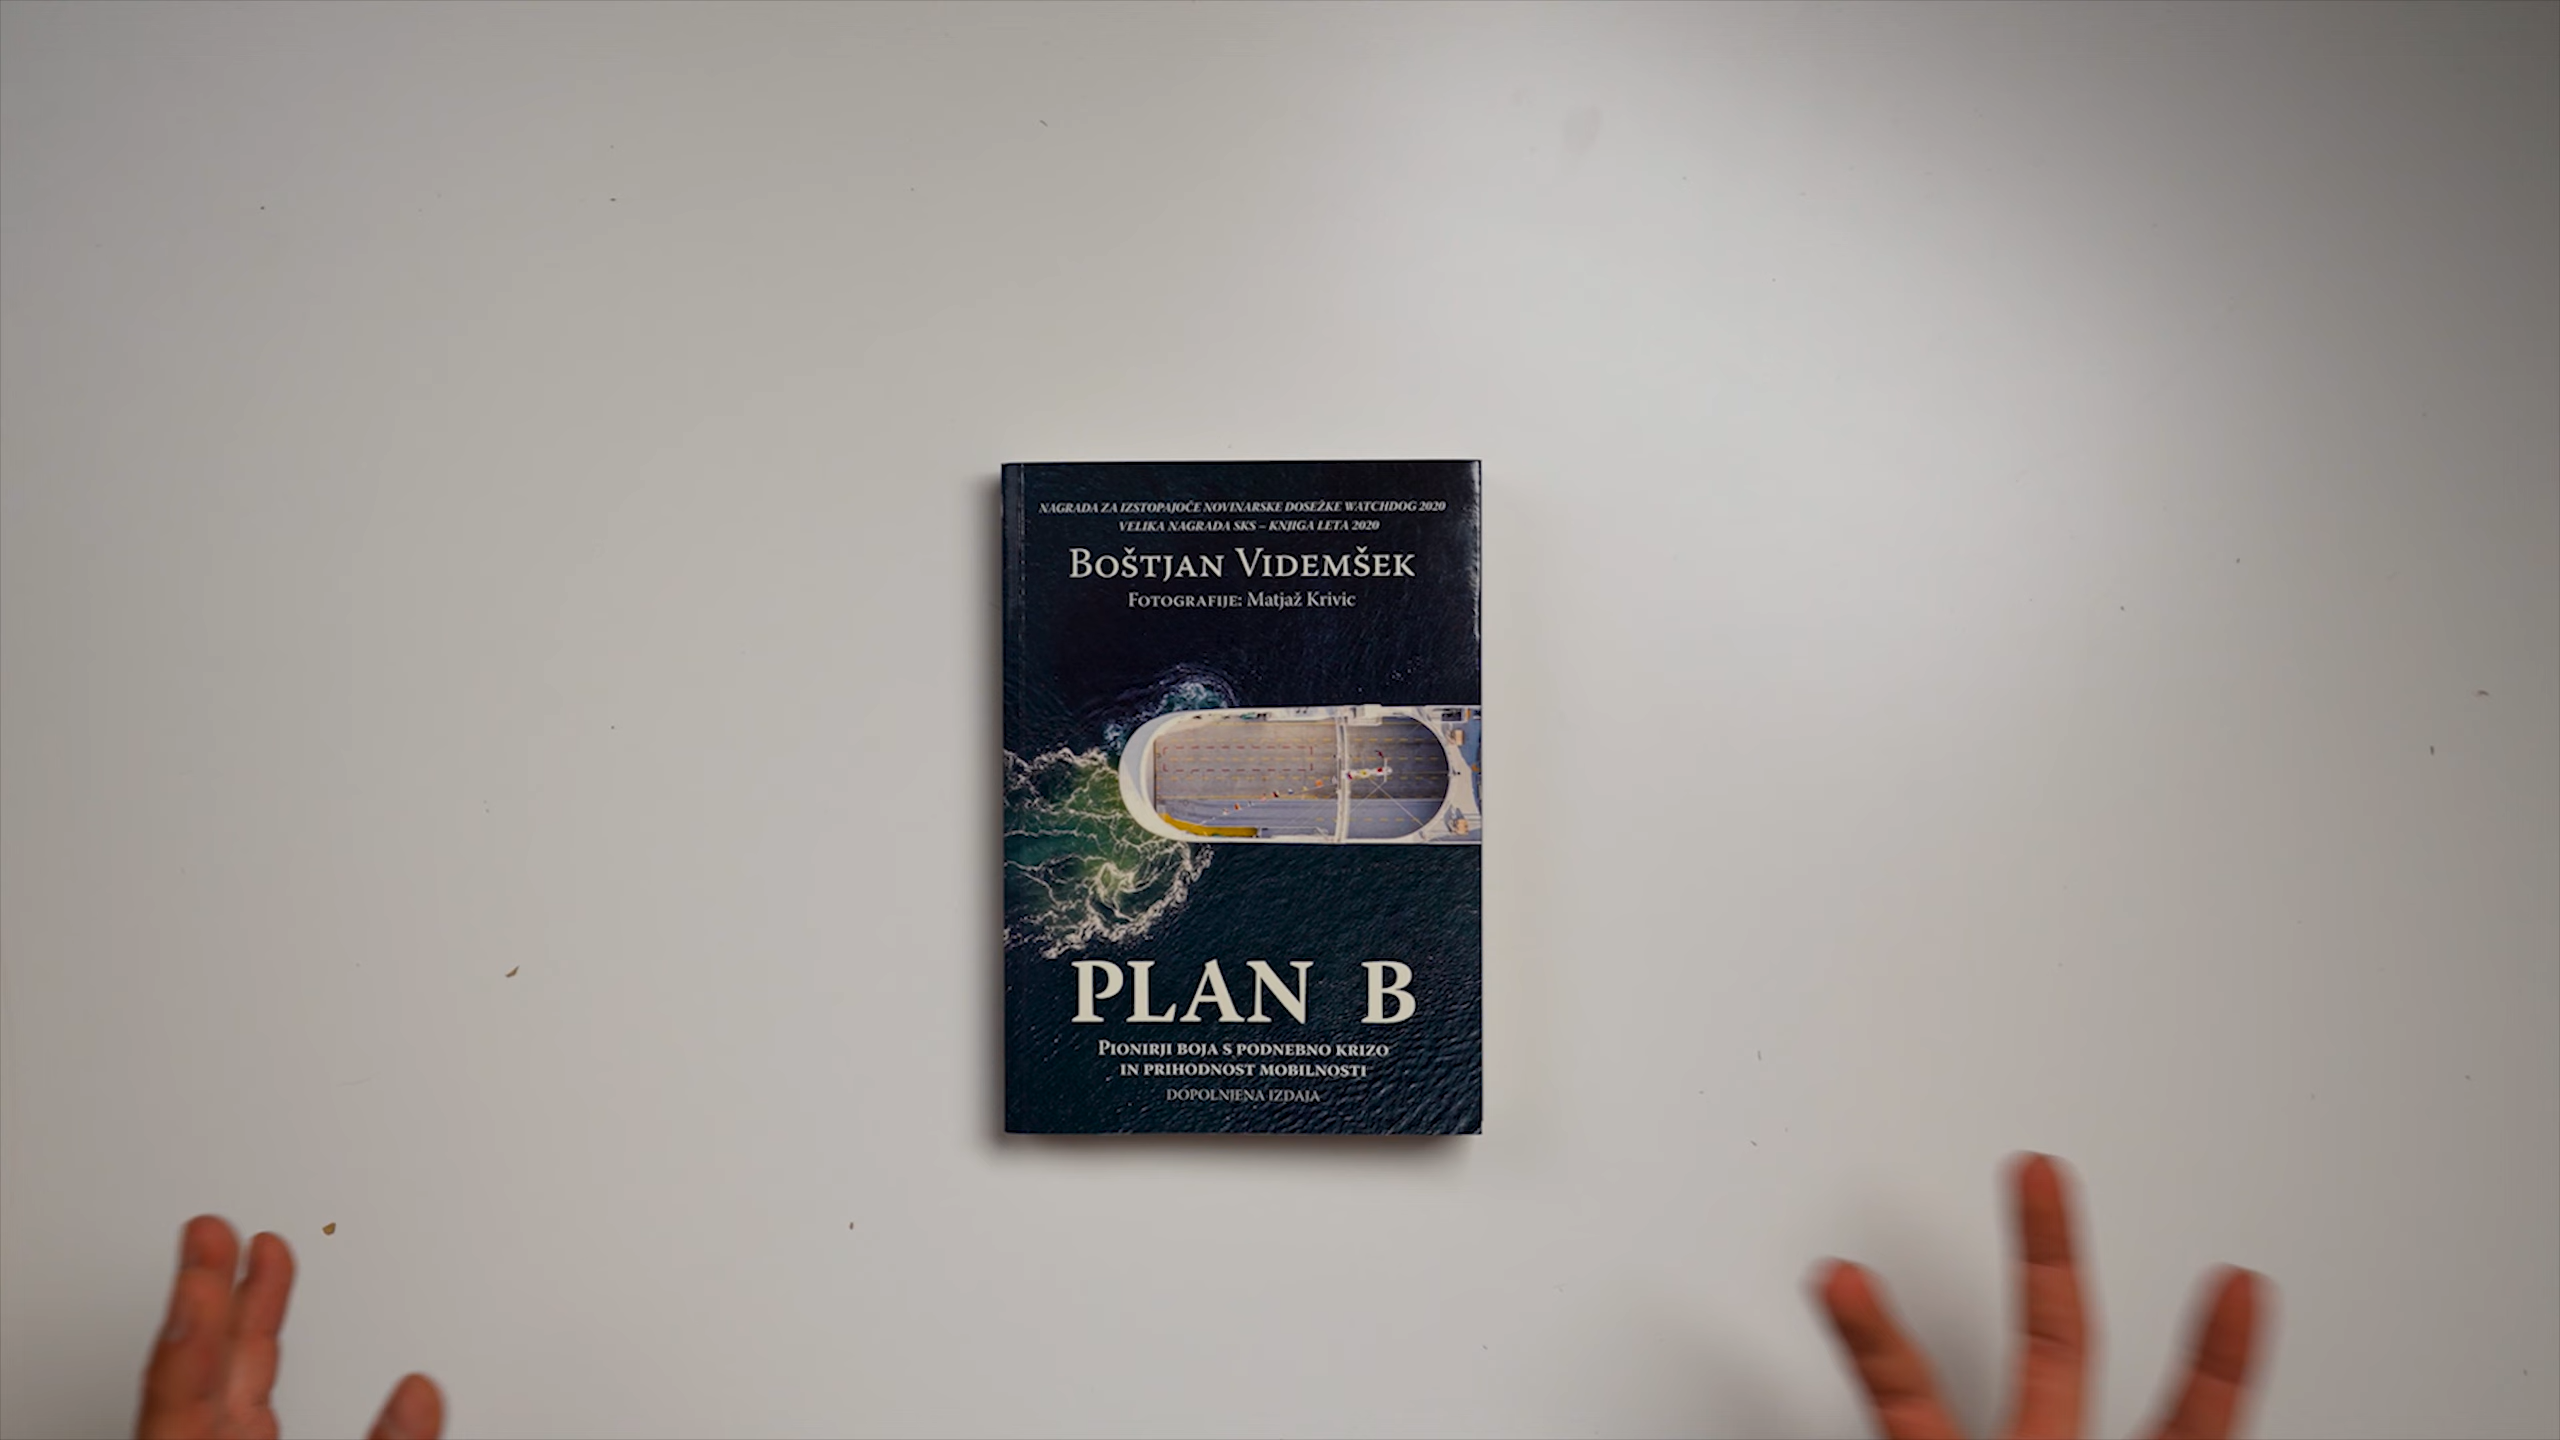 NAGRADA ZA IZSTOPAJOČE NOVINARSKE DOSEŽKE WATCHDOG 2020
VELIKA NAGRADA SKS – KNJIGA LETA 2020
BOŠTJAN VIDEMŠEK
FOTOGRAFIJE: Matjaž Krivic
PLAN B
PIONIRJI BOJA S PODNEBNO KRIZO
IN PRIHODNOST MOBILNOSTI
DOPOLNJENA IZDAJA